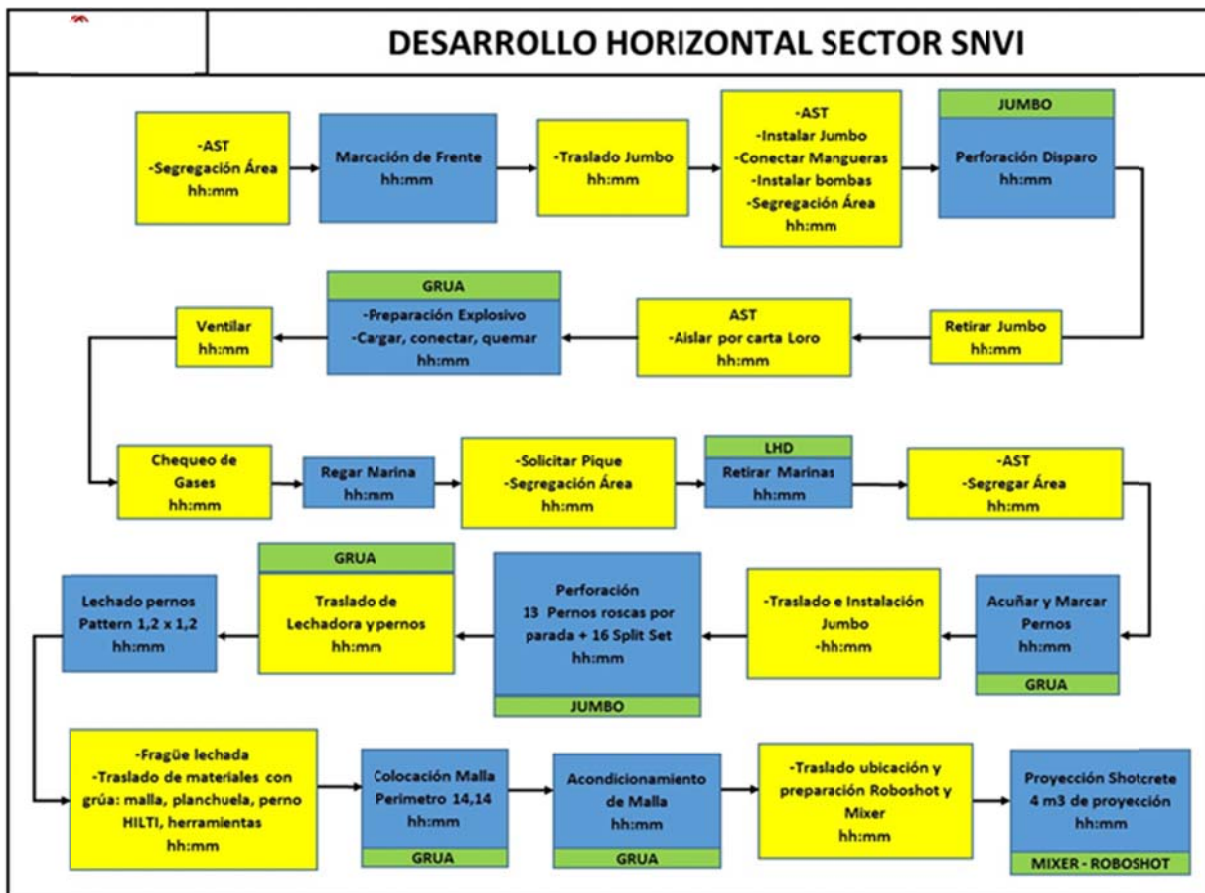 DESARROLLO HORIZONTAL SECTOR SNVI
-AST
-Segregación Área
hh:mm
Marcación de Frente
hh:mm
-Traslado Jumbo
hh:mm
-AST
-Instalar Jumbo
-Conectar Mangueras
-Instalar bombas
-Segregación Área
hh:mm
JUMBO
Perforación Disparo
hh:mm
Retirar Jumbo
hh:mm
AST
-Aislar por carta Loro
hh:mm
GRUA
-Preparación Explosivo
-Cargar, conectar, quemar
hh:mm
Ventilar
hh:mm
Chequeo de
Gases
hh:mm
Regar Narina
hh:mm
-Solicitar Pique
-Segregación Área
hh:mm
LHD
Retirar Marinas
hh:mm
-AST
-Segregar Área
hh:mm
Acuñar y Marcar
Pernos
hh:mm
GRUA
-Traslado e Instalación
Jumbo
-hh:mm
Perforación
13 Pernos roscas por
parada + 16 Split Set
hh:mm
JUMBO
GRUA
Traslado de
Lechadora ypernos
hh:mm
Lechado pernos
Pattern 1,2 x 1,2
hh:mm
-Fragüe lechada
-Traslado de materiales con
grúa: malla, planchuela, perno
HILTI, herramientas
hh:mm
Colocación Malla
Perimetro 14,14
hh:mm
GRUA
Acondicionamiento
de Malla
hh:mm
GRUA
-Traslado ubicación y
preparación Roboshot y
Mixer
hh:mm
Proyección Shotcrete
4 m3 de proyección
hh:mm
MIXER - ROBOSHOT